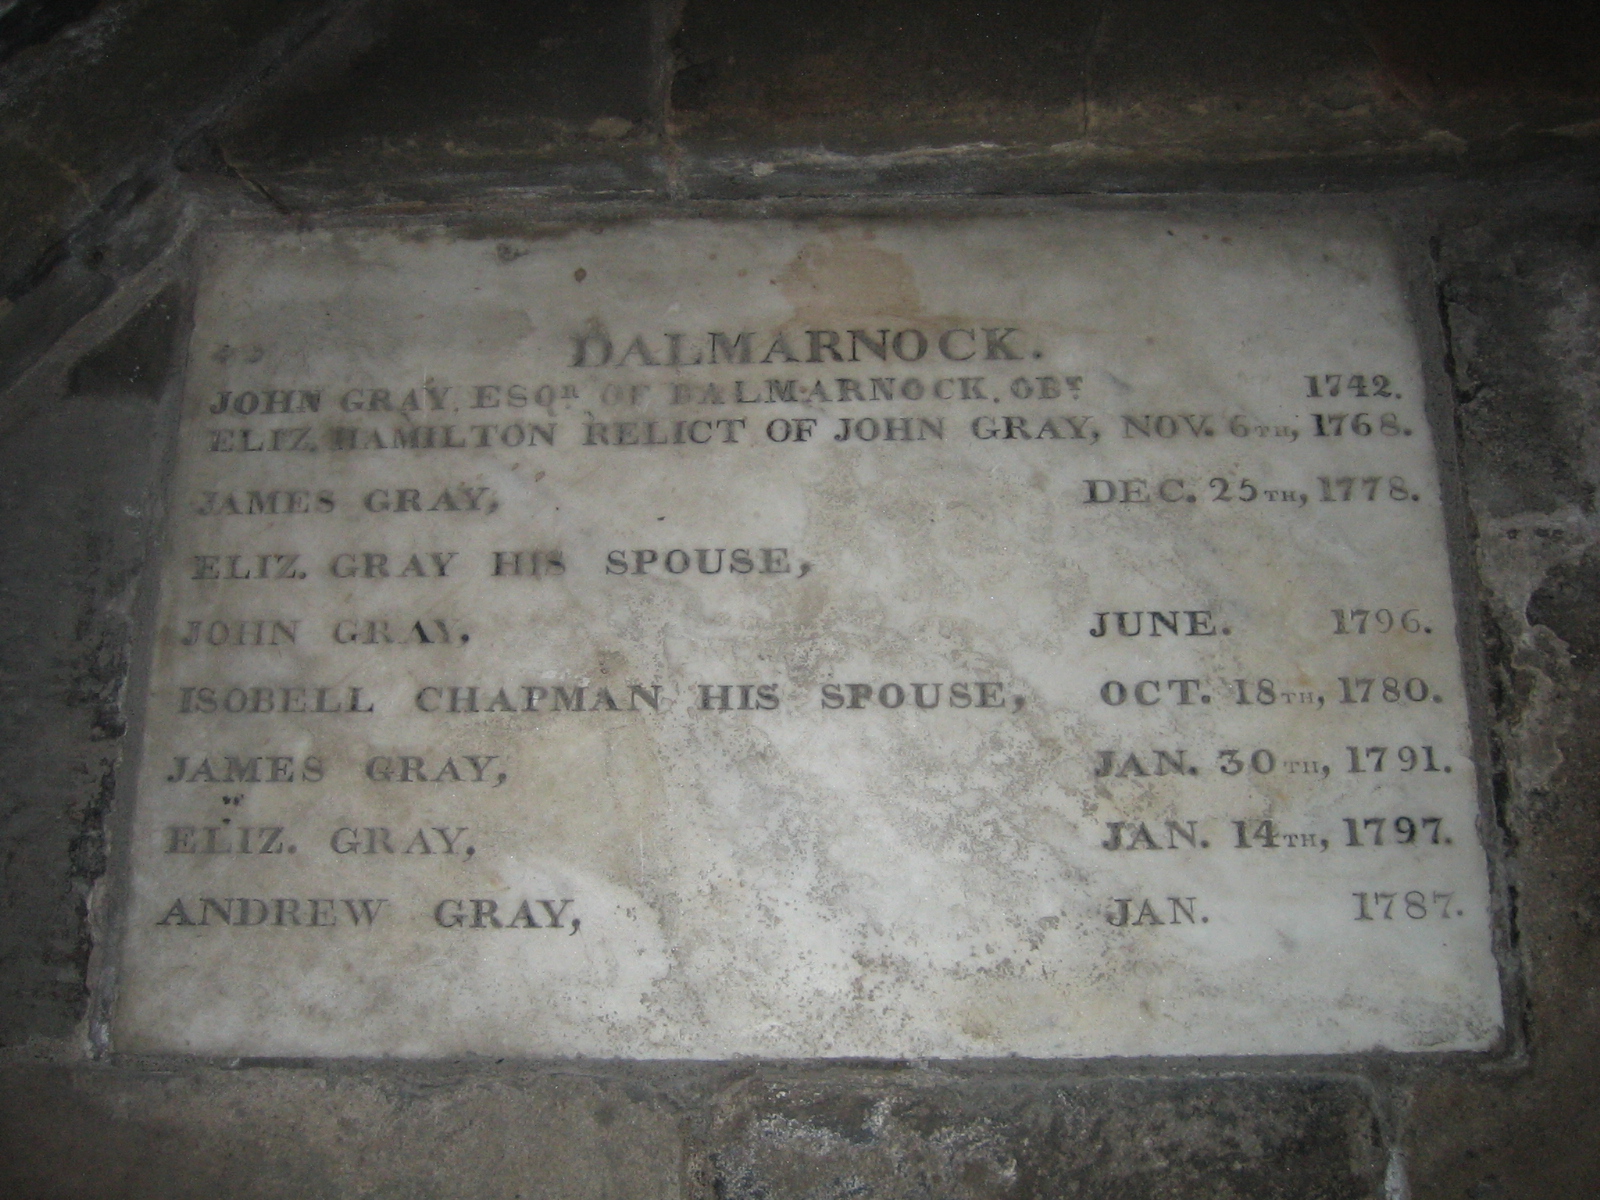 DALMARNOCK.
JOHN GRAY, ESQR OF DALMARNOCK. OBT 1742.
ELIZ. HAMILTON RELICT OF JOHN GRAY, NOV. 6TH, 1768.
JAMES GRAY, DEC. 25TH, 1778.
ELIZ. GRAY HIS SPOUSE,
JOHN GRAY, JUNE. 1796.
ISOBELL CHAPMAN HIS SPOUSE, OCT. 18TH, 1780.
JAMES GRAY, JAN. 30TH, 1791.
ELIZ. GRAY, JAN. 14TH, 1797.
ANDREW GRAY, JAN. 1787.